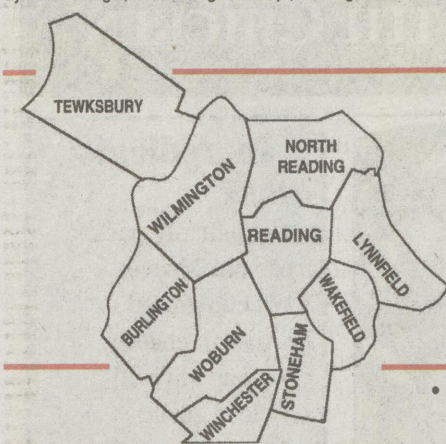 TEWKSBURY
WILMINGTON
NORTH
READING
READING
LYNNFIELD
WAKEFIELD
BURLINGTON
WOBURN
STONEHAM
WINCHESTER